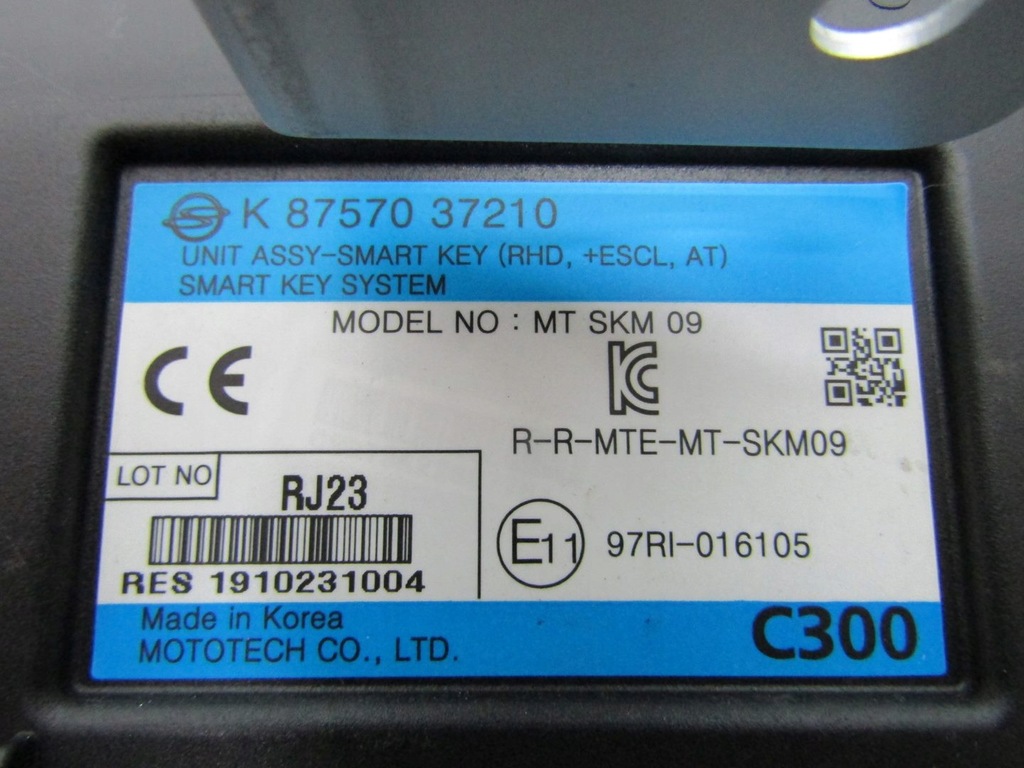 K 87570 37210
UNIT ASSY-SMART KEY (RHD, +ESCL, AT)
SMART KEY SYSTEM
MODEL NO : MT SKM 09
CE
KC
R-R-MTE-MT-SKM09
LOT NO
RJ23
RES 1910231004
E11 97RI-016105
Made in Korea
MOTOTECH CO., LTD.
C300